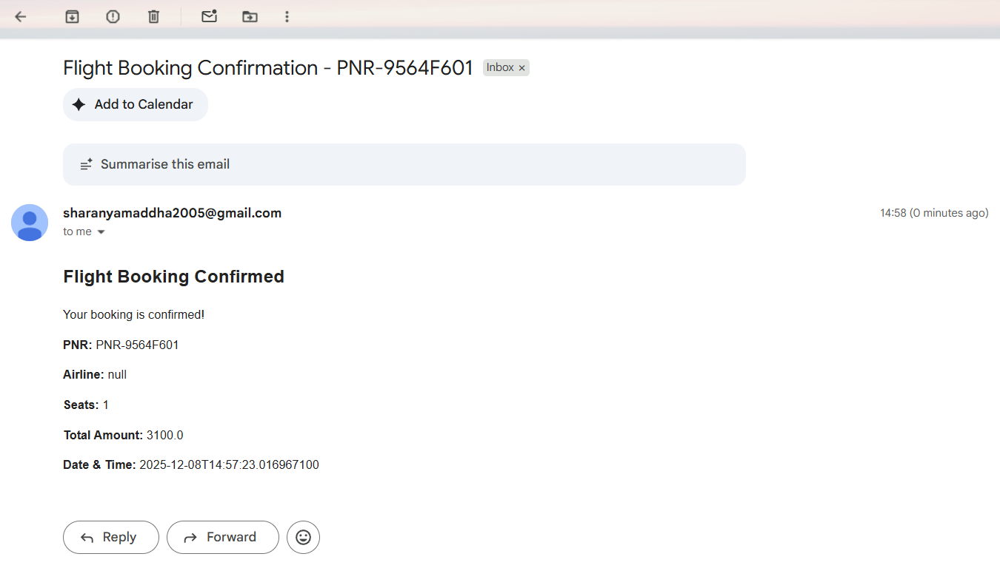 Flight Booking Confirmation - PNR-9564F601 Inbox ×
Add to Calendar
Summarise this email
sharanyamaddha2005@gmail.com 14:58 (0 minutes ago)
to me
Flight Booking Confirmed
Your booking is confirmed!
PNR: PNR-9564F601
Airline: null
Seats: 1
Total Amount: 3100.0
Date & Time: 2025-12-08T14:57:23.016967100
Reply Forward